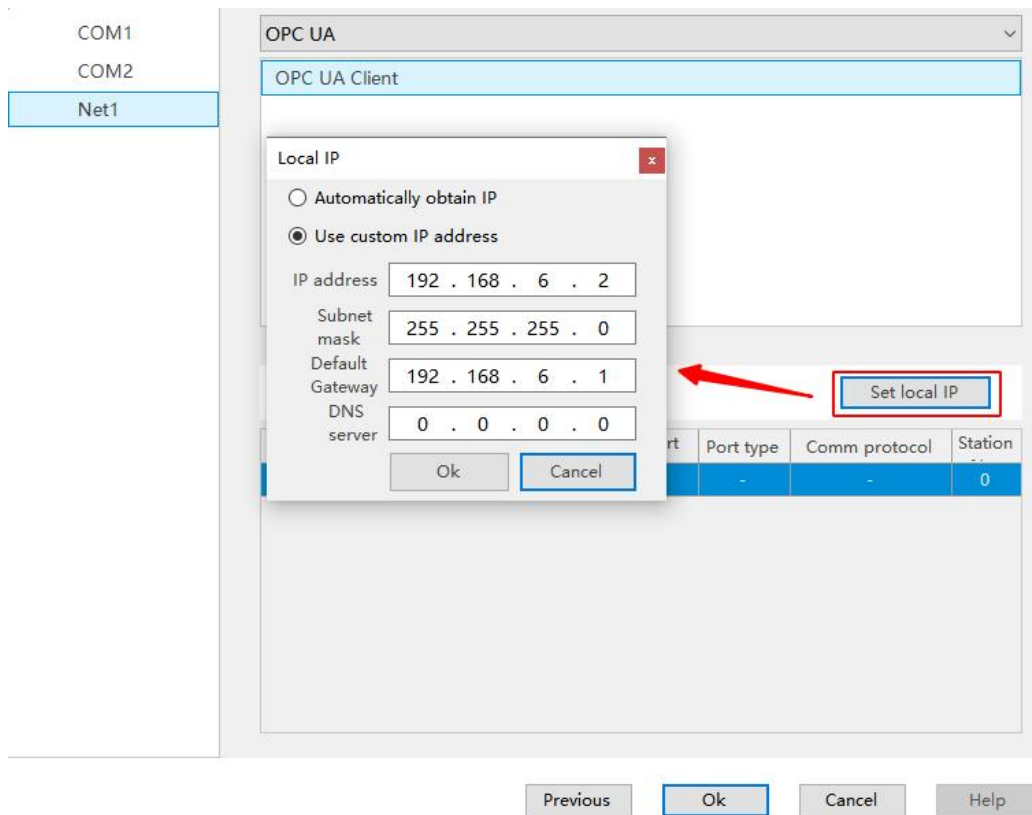 COM1
COM2
Net1
OPC UA
OPC UA Client
Local IP
x
Automatically obtain IP
Use custom IP address
IP address 192 . 168 . 6 . 2
Subnet
mask
255 . 255 . 255 . 0
Default
Gateway
192 . 168 . 6 . 1
DNS
server
0 . 0 . 0 . 0
Ok Cancel
Set local IP
rt Port type Comm protocol Station
- - 0
Previous Ok Cancel Help